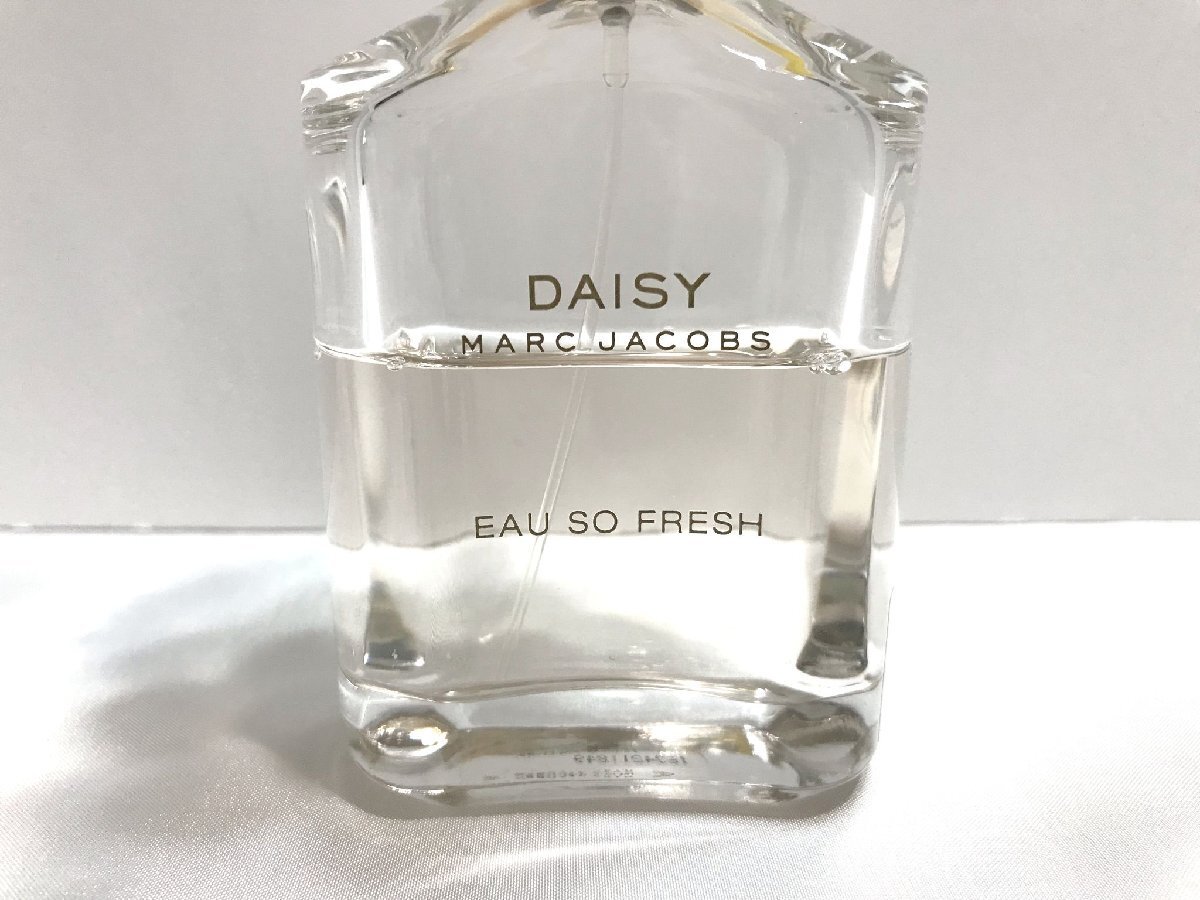 DAISY
MARC JACOBS
EAU SO FRESH